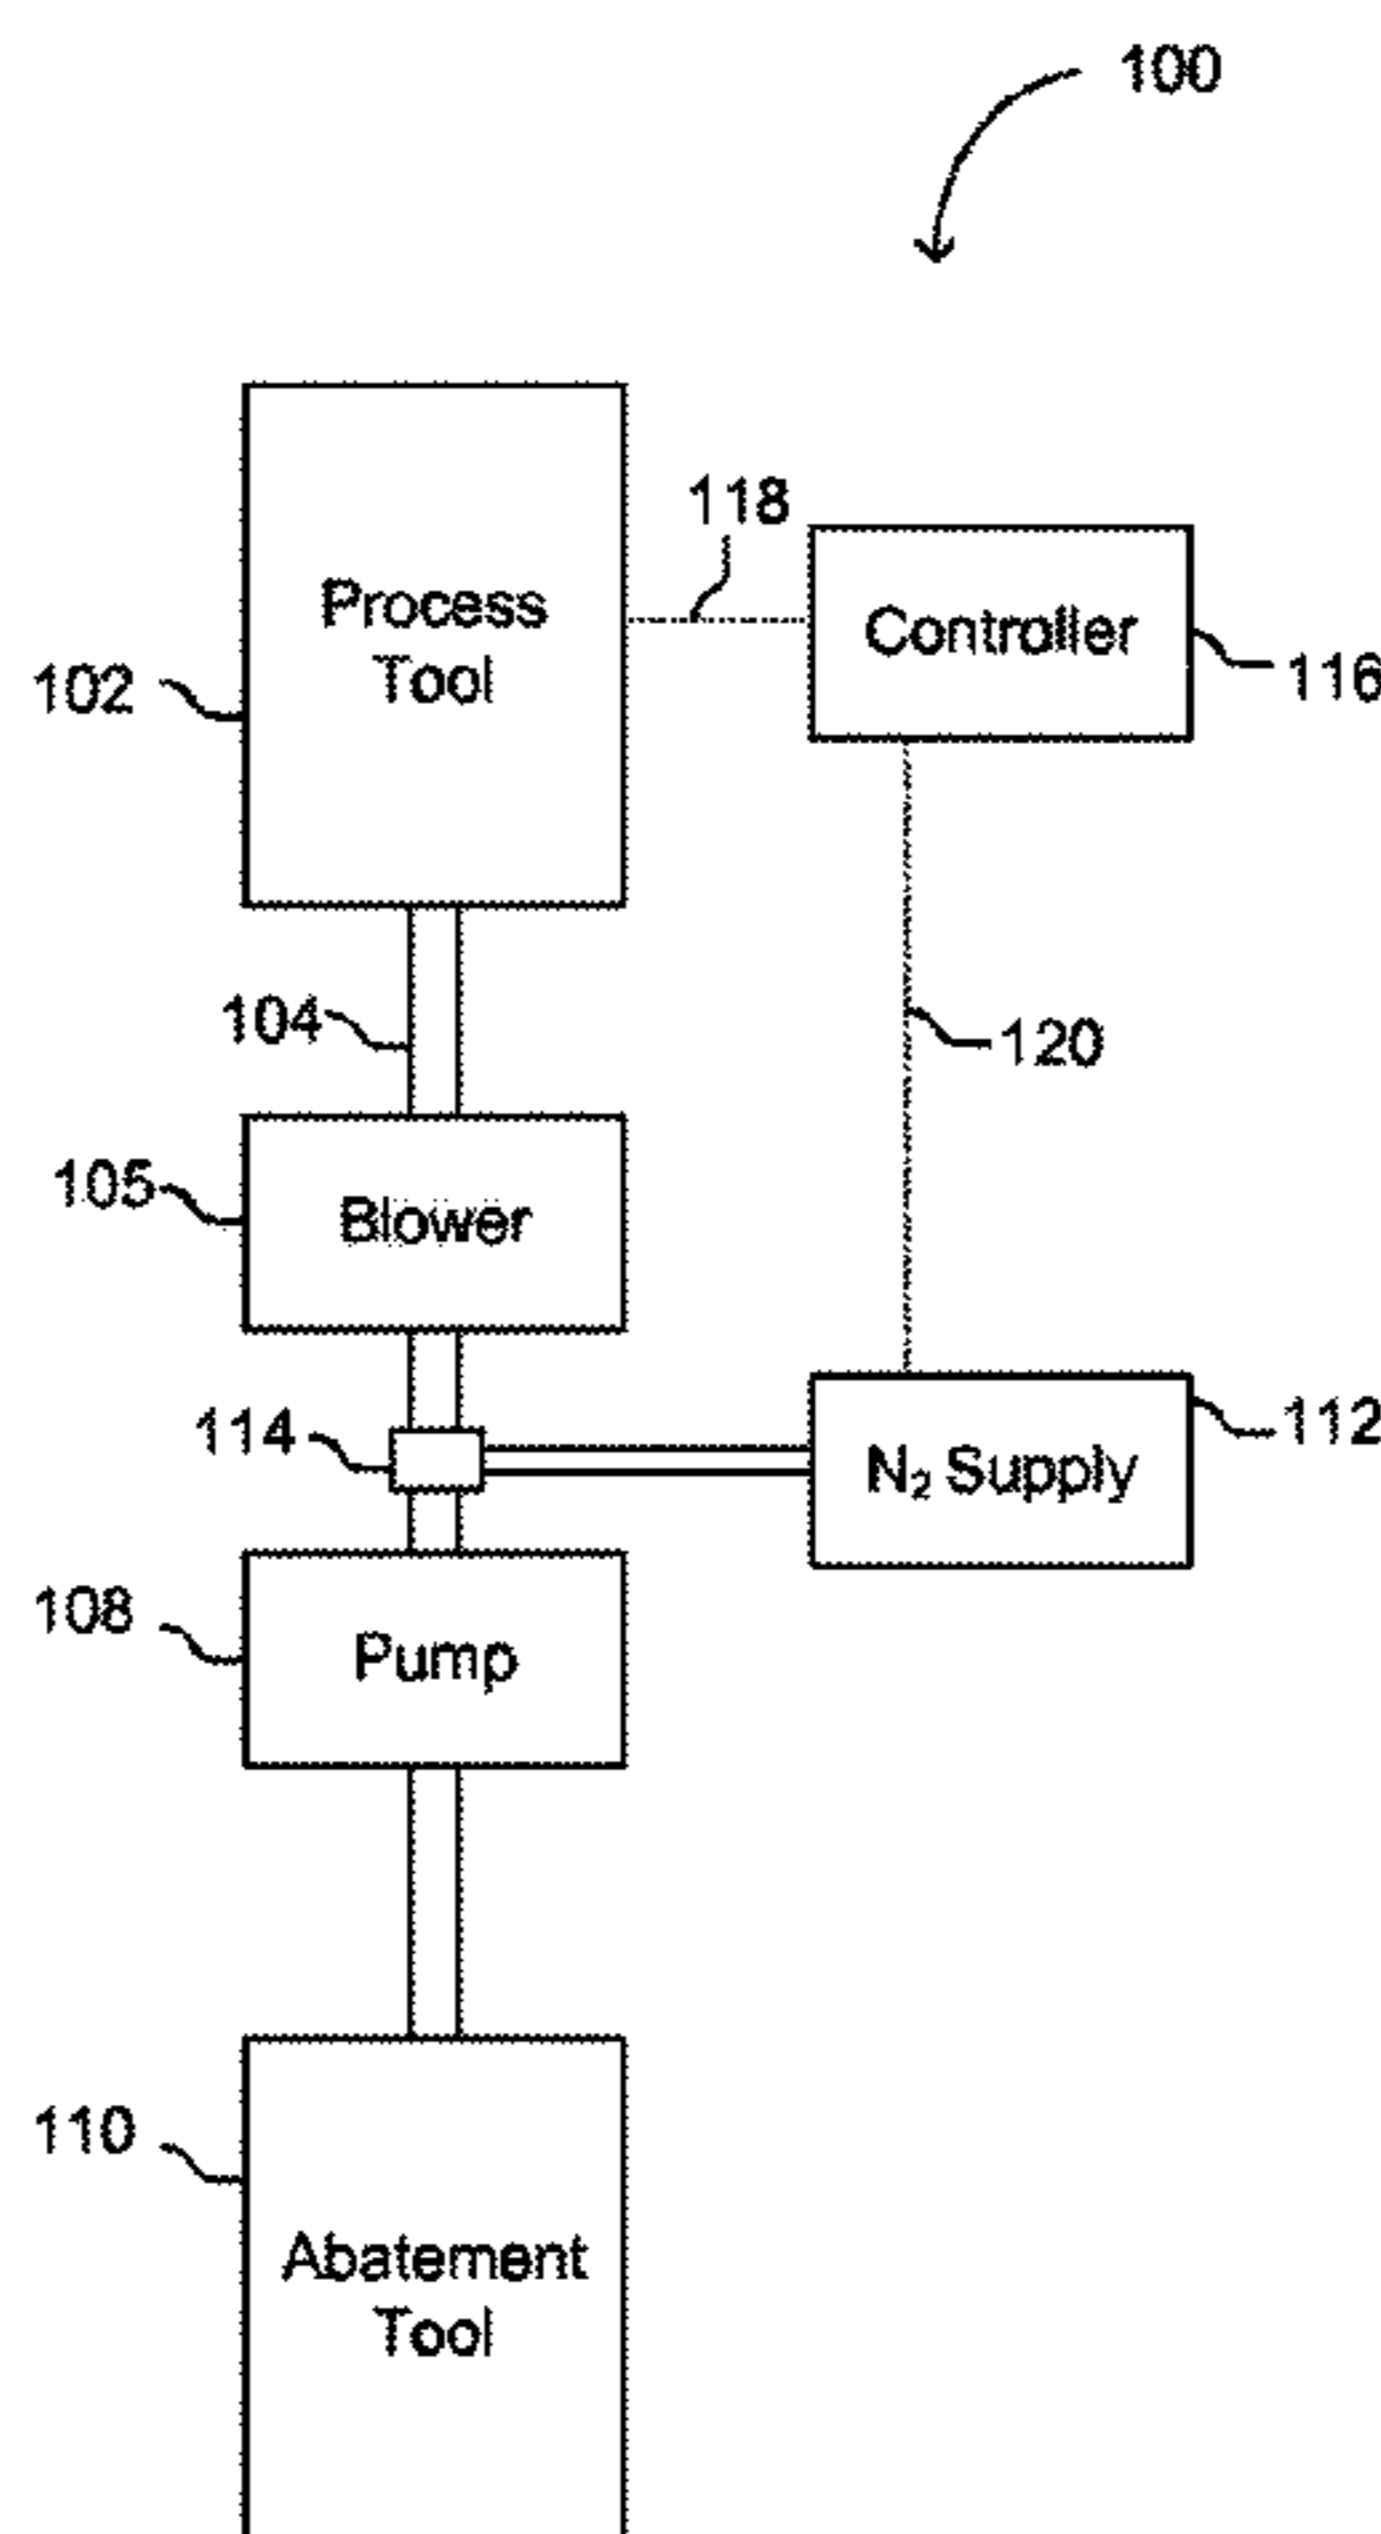 100
118
Process
Tool
Controller
102
116
104
120
105
Blower
114
112
N₂ Supply
108
Pump
110
Abatement
Tool